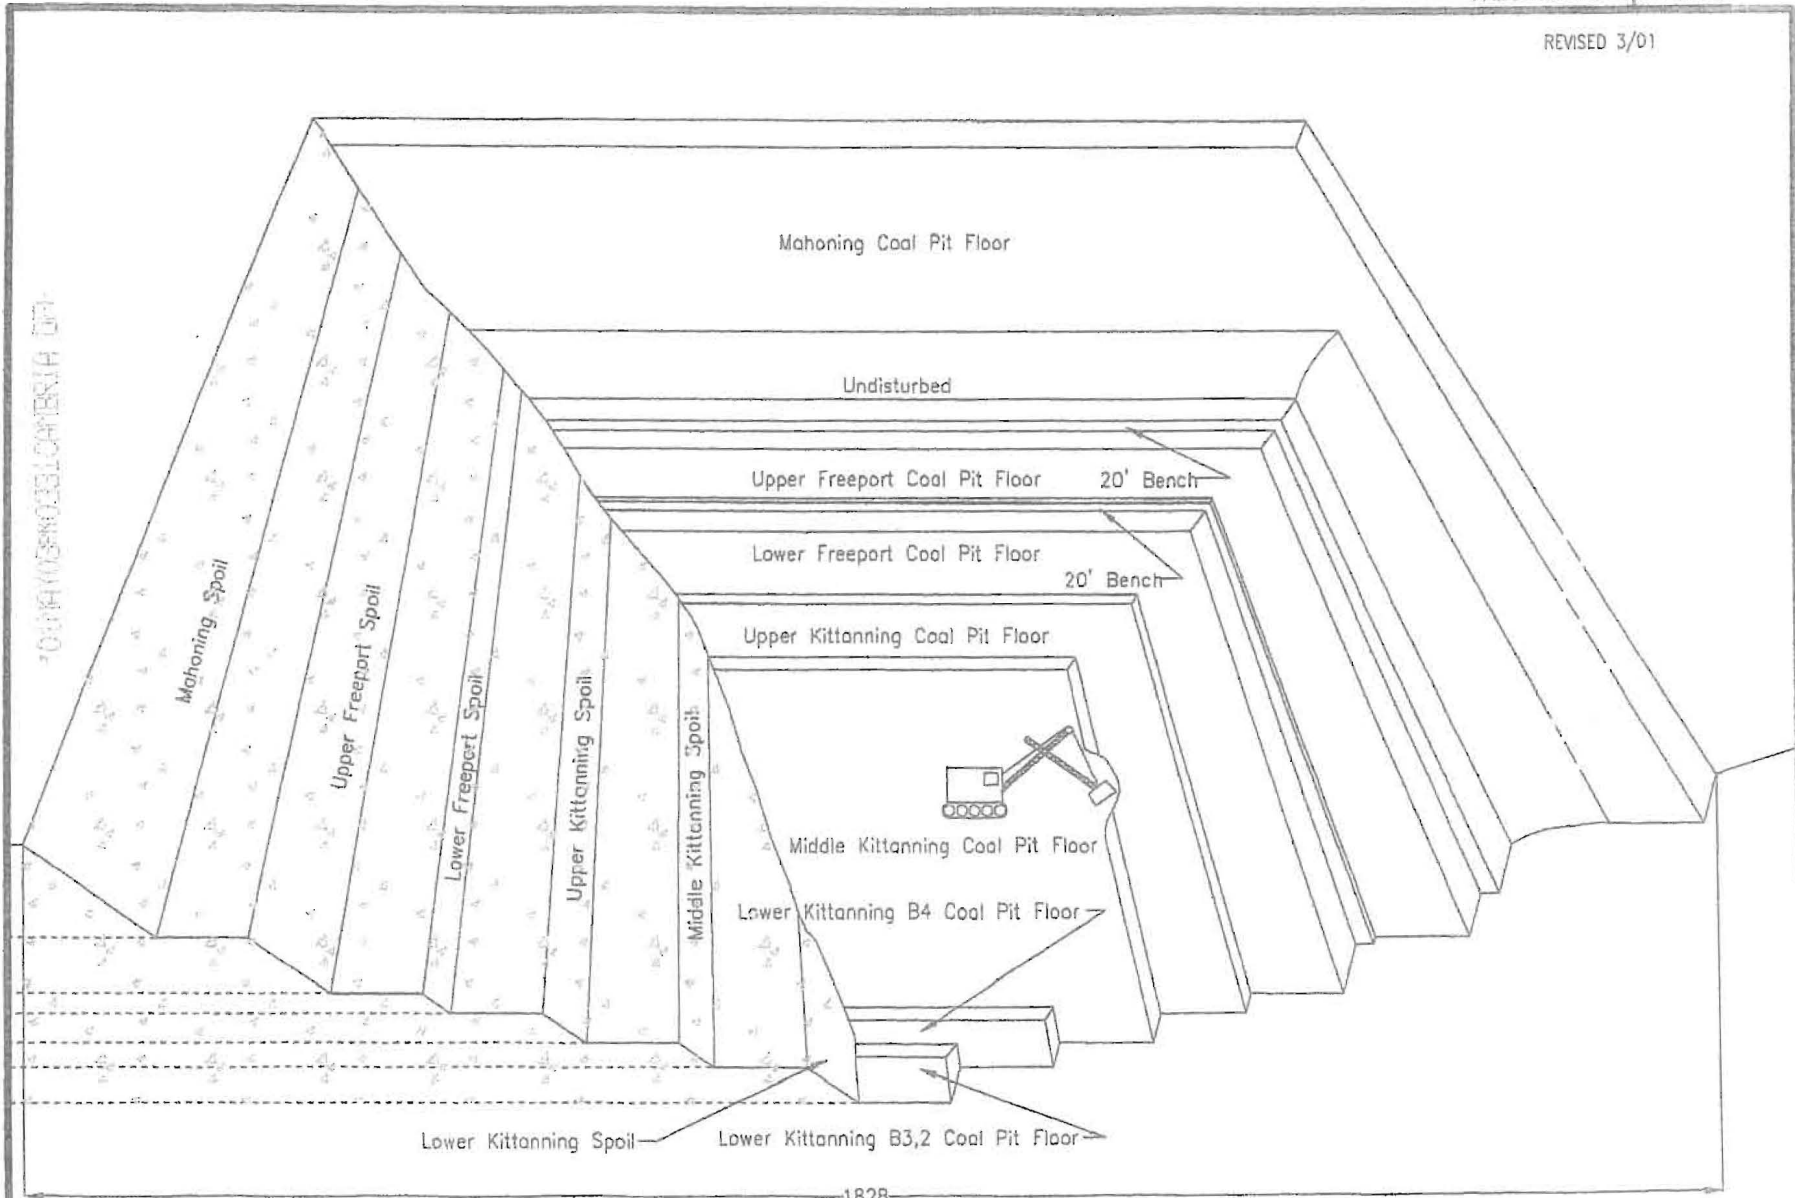 REVISED 3/01
Mahoning Coal Pit Floor
Undisturbed
Upper Freeport Coal Pit Floor
20' Bench
Lower Freeport Coal Pit Floor
20' Bench
Upper Kittanning Coal Pit Floor
Middle Kittanning Coal Pit Floor
Lower Kittanning B4 Coal Pit Floor
Mahoning Spoil
Upper Freeport Spoil
Lower Freeport Spoil
Upper Kittanning Spoil
Middle Kittanning Spoil
Lower Kittanning Spoil
Lower Kittanning B3,2 Coal Pit Floor
1828